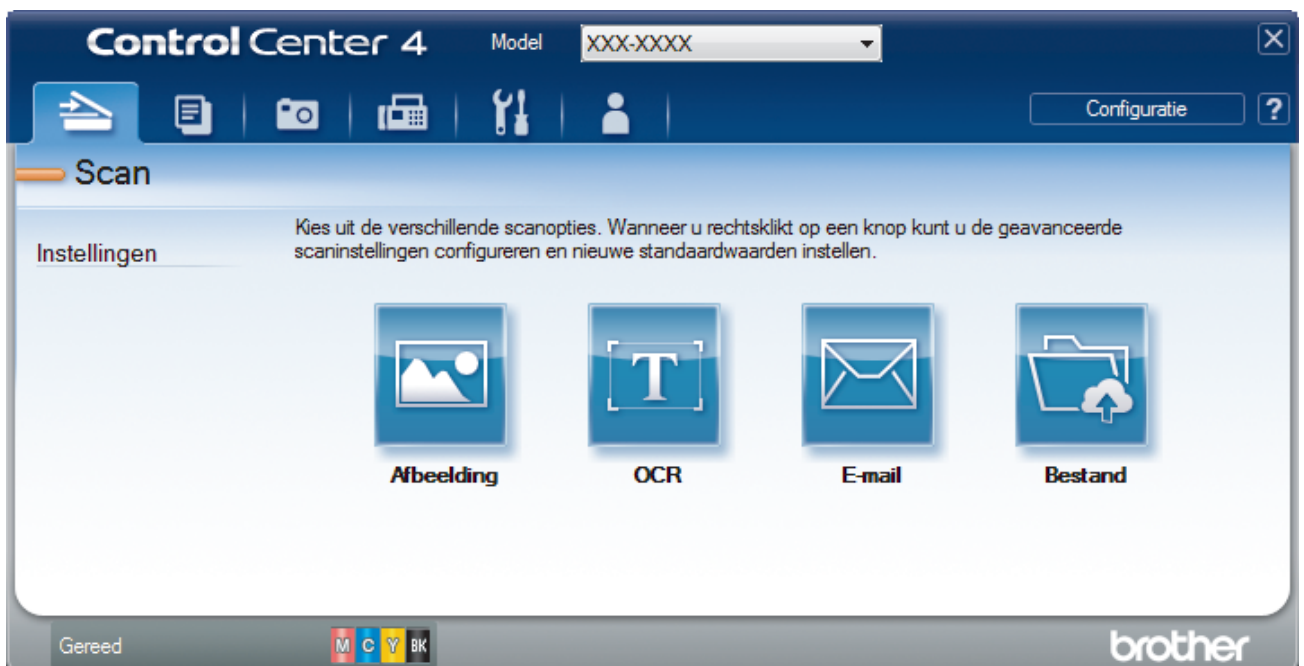 ControlCenter 4 Model XXX-XXXX
Configuratie ?
Scan
Instellingen
Kies uit de verschillende scanopties. Wanneer u rechtsklikt op een knop kunt u de geavanceerde
scaninstellingen configureren en nieuwe standaardwaarden instellen.
T
Afbeelding OCR E-mail Bestand
Gereed M C Y BK brother